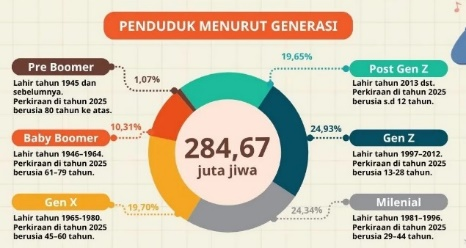 PENDUDUK MENURUT GENERASI
Pre Boomer
Lahir tahun 1945 dan
sebelumnya.
Perkiraan di tahun 2025
berusia 80 tahun ke atas.
1,07%
Baby Boomer
Lahir tahun 1946–1964.
Perkiraan di tahun 2025
berusia 61–79 tahun.
10,31%
Gen X
Lahir tahun 1965-1980.
Perkiraan di tahun 2025
berusia 45–60 tahun.
19,70%
284,67
juta jiwa
19,65%
Post Gen Z
Lahir tahun 2013 dst.
Perkiraan di tahun 2025
berusia s.d 12 tahun.
24,93%
Gen Z
Lahir tahun 1997–2012.
Perkiraan di tahun 2025
berusia 13-28 tahun.
24,34%
Milenial
Lahir tahun 1981–1996.
Perkiraan di tahun 2025
berusia 29–44 tahun.